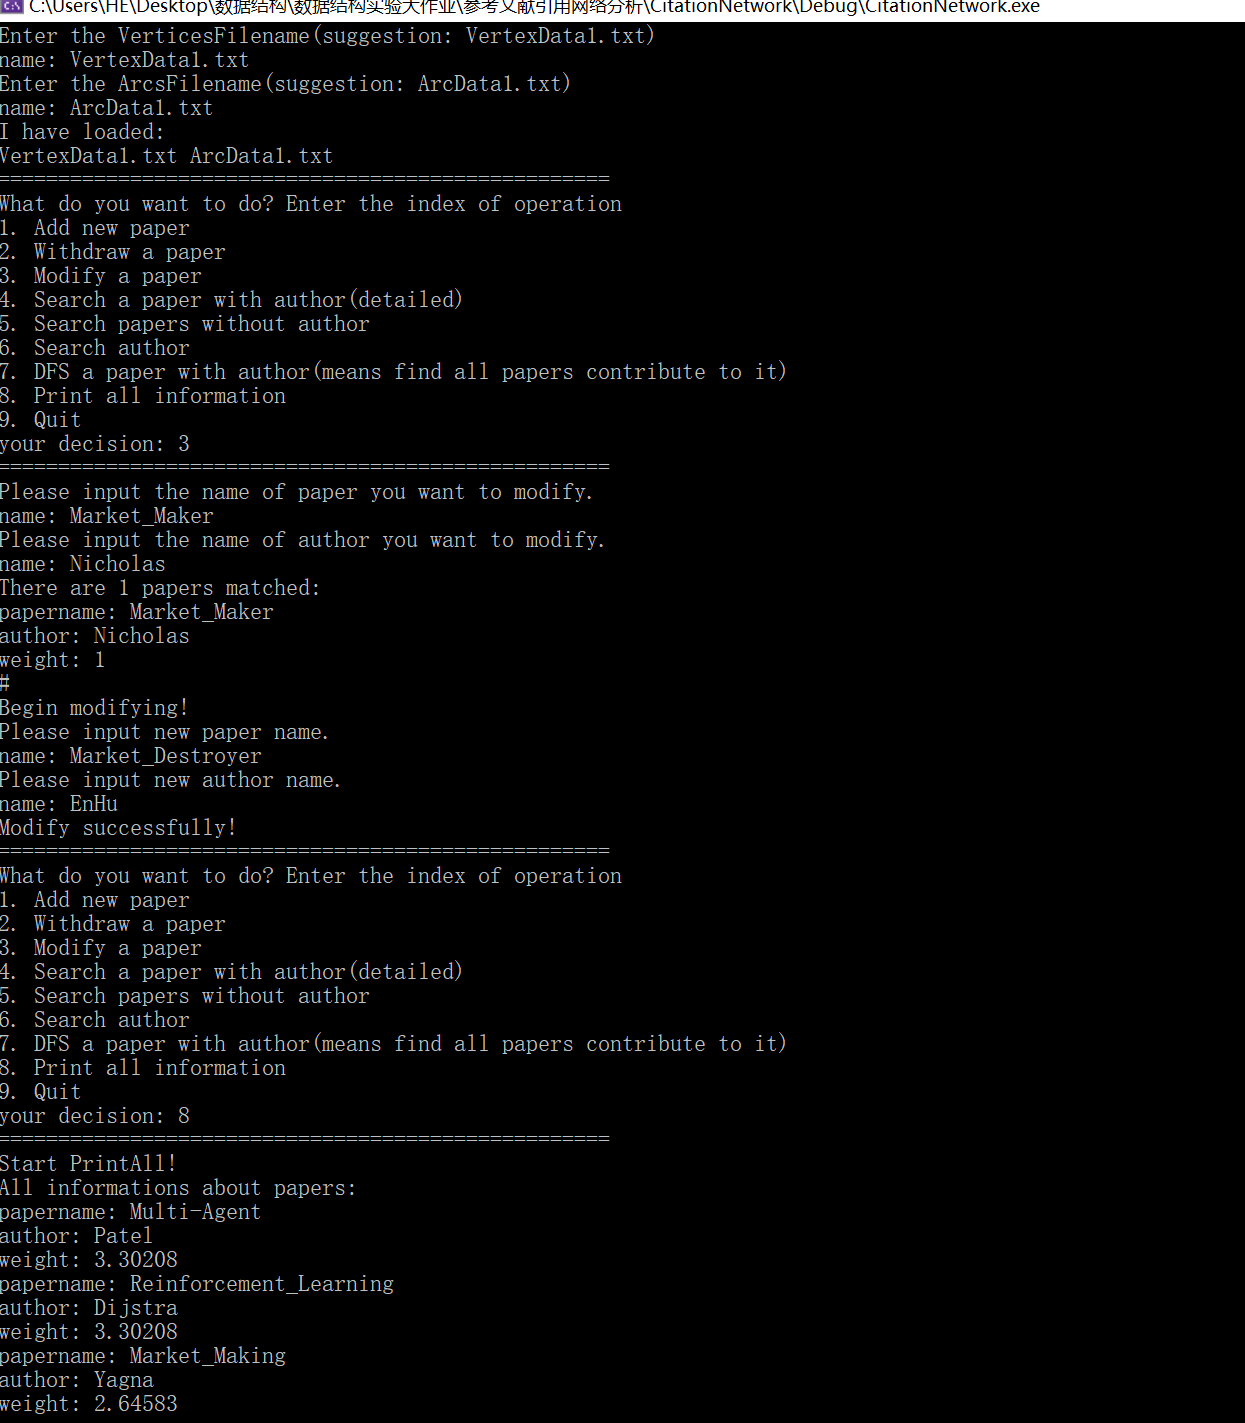 C:\Users\HE\Desktop\数据结构\数据结构实验大作业\参考文献引用网络分析\CitationNetwork\Debug\CitationNetwork.exe
Enter the VerticesFilename(suggestion: VertexData1.txt)
name: VertexData1.txt
Enter the ArcsFilename(suggestion: ArcData1.txt)
name: ArcData1.txt
I have loaded:
VertexData1.txt ArcData1.txt
===================================================
What do you want to do? Enter the index of operation
1. Add new paper
2. Withdraw a paper
3. Modify a paper
4. Search a paper with author(detailed)
5. Search papers without author
6. Search author
7. DFS a paper with author(means find all papers contribute to it)
8. Print all information
9. Quit
your decision: 3
===================================================
Please input the name of paper you want to modify.
name: Market_Maker
Please input the name of author you want to modify.
name: Nicholas
There are 1 papers matched:
papername: Market_Maker
author: Nicholas
weight: 1
#
Begin modifying!
Please input new paper name.
name: Market_Destroyer
Please input new author name.
name: EnHu
Modify successfully!
===================================================
What do you want to do? Enter the index of operation
1. Add new paper
2. Withdraw a paper
3. Modify a paper
4. Search a paper with author(detailed)
5. Search papers without author
6. Search author
7. DFS a paper with author(means find all papers contribute to it)
8. Print all information
9. Quit
your decision: 8
===================================================
Start PrintAll!
All informations about papers:
papername: Multi-Agent
author: Patel
weight: 3.30208
papername: Reinforcement_Learning
author: Dijstra
weight: 3.30208
papername: Market_Making
author: Yagna
weight: 2.64583